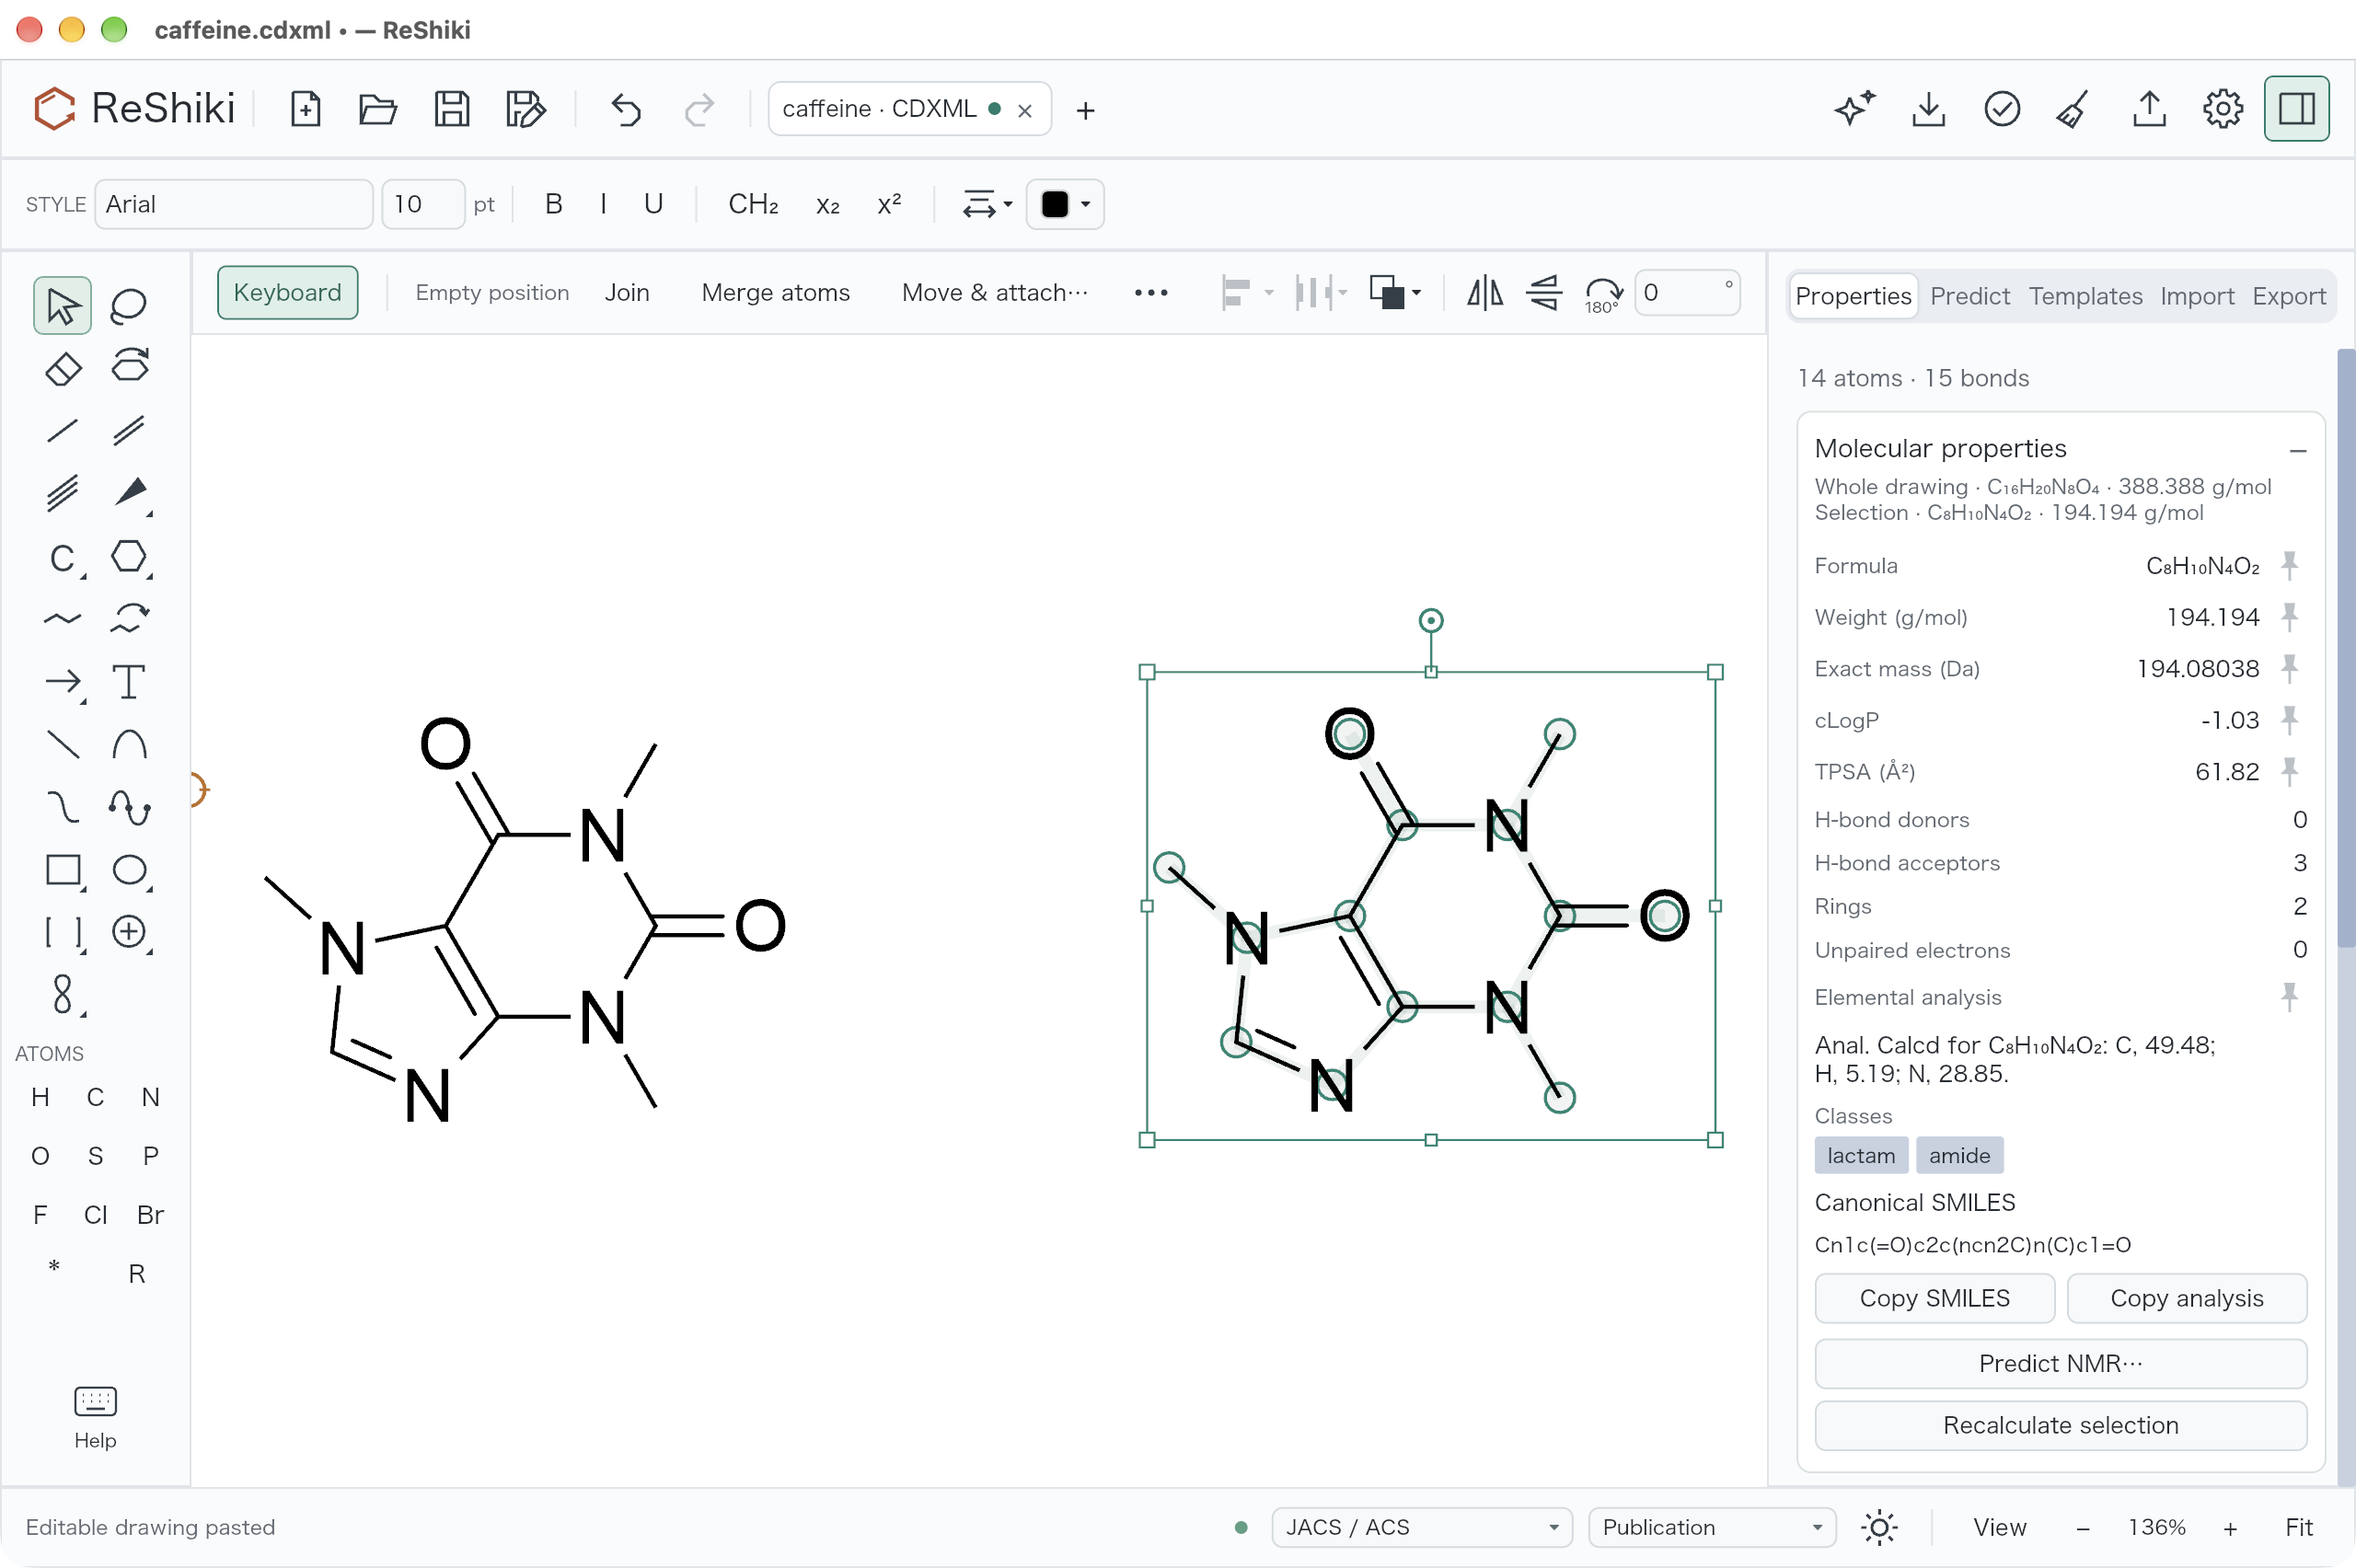 caffeine.cdxml • — ReShiki
ReShiki
caffeine · CDXML
STYLE Arial 10 pt B I U CH₂ x₂ x²
Keyboard Empty position Join Merge atoms Move & attach··· 180° 0 °
Properties Predict Templates Import Export
14 atoms · 15 bonds
Molecular properties
Whole drawing · C₁₆H₂₀N₈O₄ · 388.388 g/mol
Selection · C₈H₁₀N₄O₂ · 194.194 g/mol
Formula C₈H₁₀N₄O₂
Weight (g/mol) 194.194
Exact mass (Da) 194.08038
cLogP -1.03
TPSA (Å²) 61.82
H-bond donors 0
H-bond acceptors 3
Rings 2
Unpaired electrons 0
Elemental analysis
Anal. Calcd for C₈H₁₀N₄O₂: C, 49.48;
H, 5.19; N, 28.85.
Classes
lactam amide
Canonical SMILES
Cn1c(=O)c2c(ncn2C)n(C)c1=O
Copy SMILES Copy analysis
Predict NMR···
Recalculate selection
C
T
[ ]
ATOMS
H C N
O S P
F Cl Br
* R
Help
O
N
O
N
N
N
O
N
O
N
N
N
Editable drawing pasted
JACS / ACS Publication View − 136% + Fit